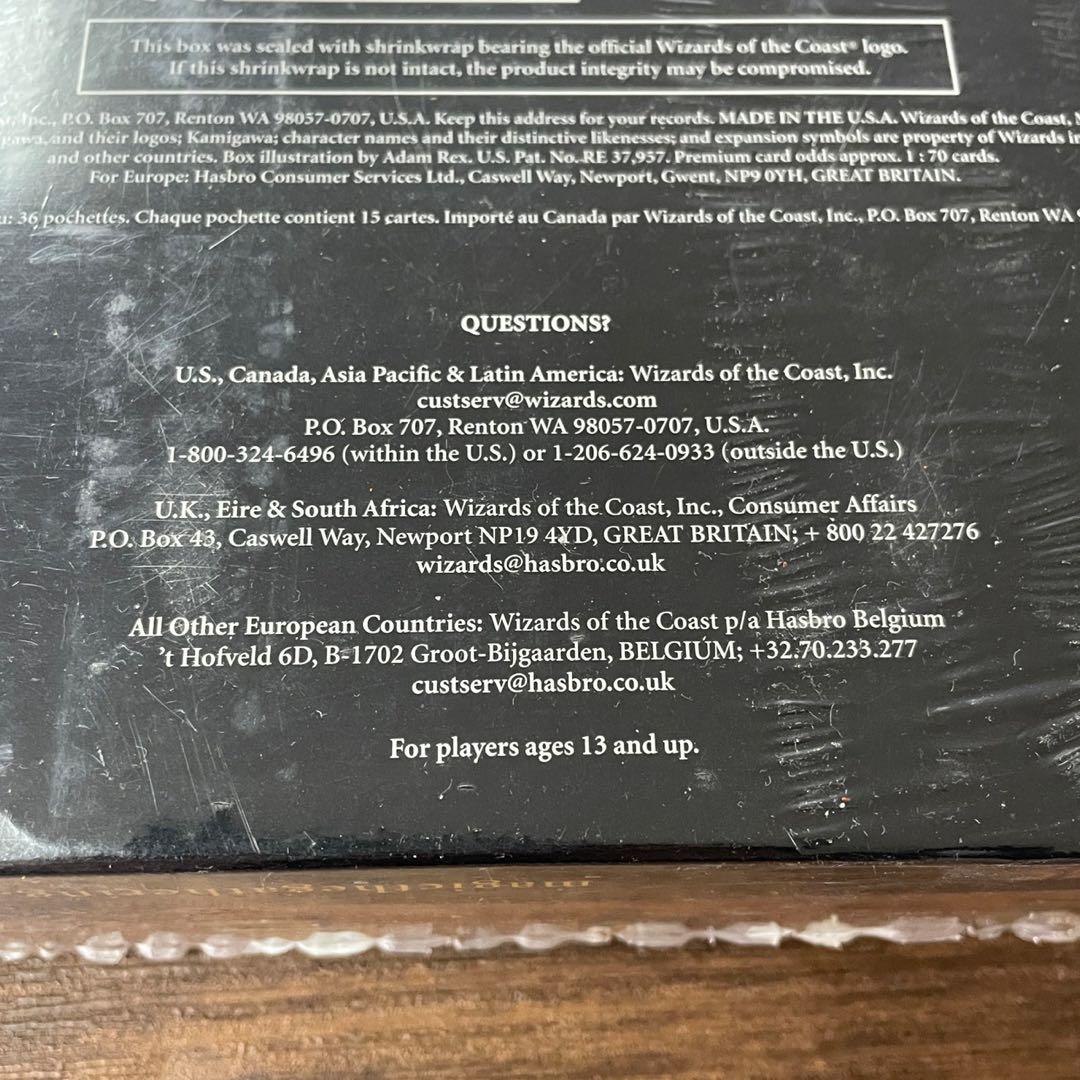 This box was sealed with shrinkwrap bearing the official Wizards of the Coast® logo.
If this shrinkwrap is not intact, the product integrity may be compromised.
Inc., P.O. Box 707, Renton WA 98057-0707, U.S.A. Keep this address for your records. MADE IN THE U.S.A. Wizards of the Coast,
and their logos; Kamigawa; character names and their distinctive likenesses; and expansion symbols are property of Wizards
and other countries. Box illustration by Adam Rex. U.S. Pat. No. RE 37,957. Premium card odds approx. 1 : 70 cards.
For Europe: Hasbro Consumer Services Ltd., Caswell Way, Newport, Gwent, NP9 0YH, GREAT BRITAIN.
36 pochettes. Chaque pochette contient 15 cartes. Importé au Canada par Wizards of the Coast, Inc., P.O. Box 707, Renton WA
QUESTIONS?
U.S., Canada, Asia Pacific & Latin America: Wizards of the Coast, Inc.
custserv@wizards.com
P.O. Box 707, Renton WA 98057-0707, U.S.A.
1-800-324-6496 (within the U.S.) or 1-206-624-0933 (outside the U.S.)
U.K., Eire & South Africa: Wizards of the Coast, Inc., Consumer Affairs
P.O. Box 43, Caswell Way, Newport NP19 4YD, GREAT BRITAIN; + 800 22 427276
wizards@hasbro.co.uk
All Other European Countries: Wizards of the Coast p/a Hasbro Belgium
't Hofveld 6D, B-1702 Groot-Bijgaarden, BELGIUM; +32.70.233.277
custserv@hasbro.co.uk
For players ages 13 and up.